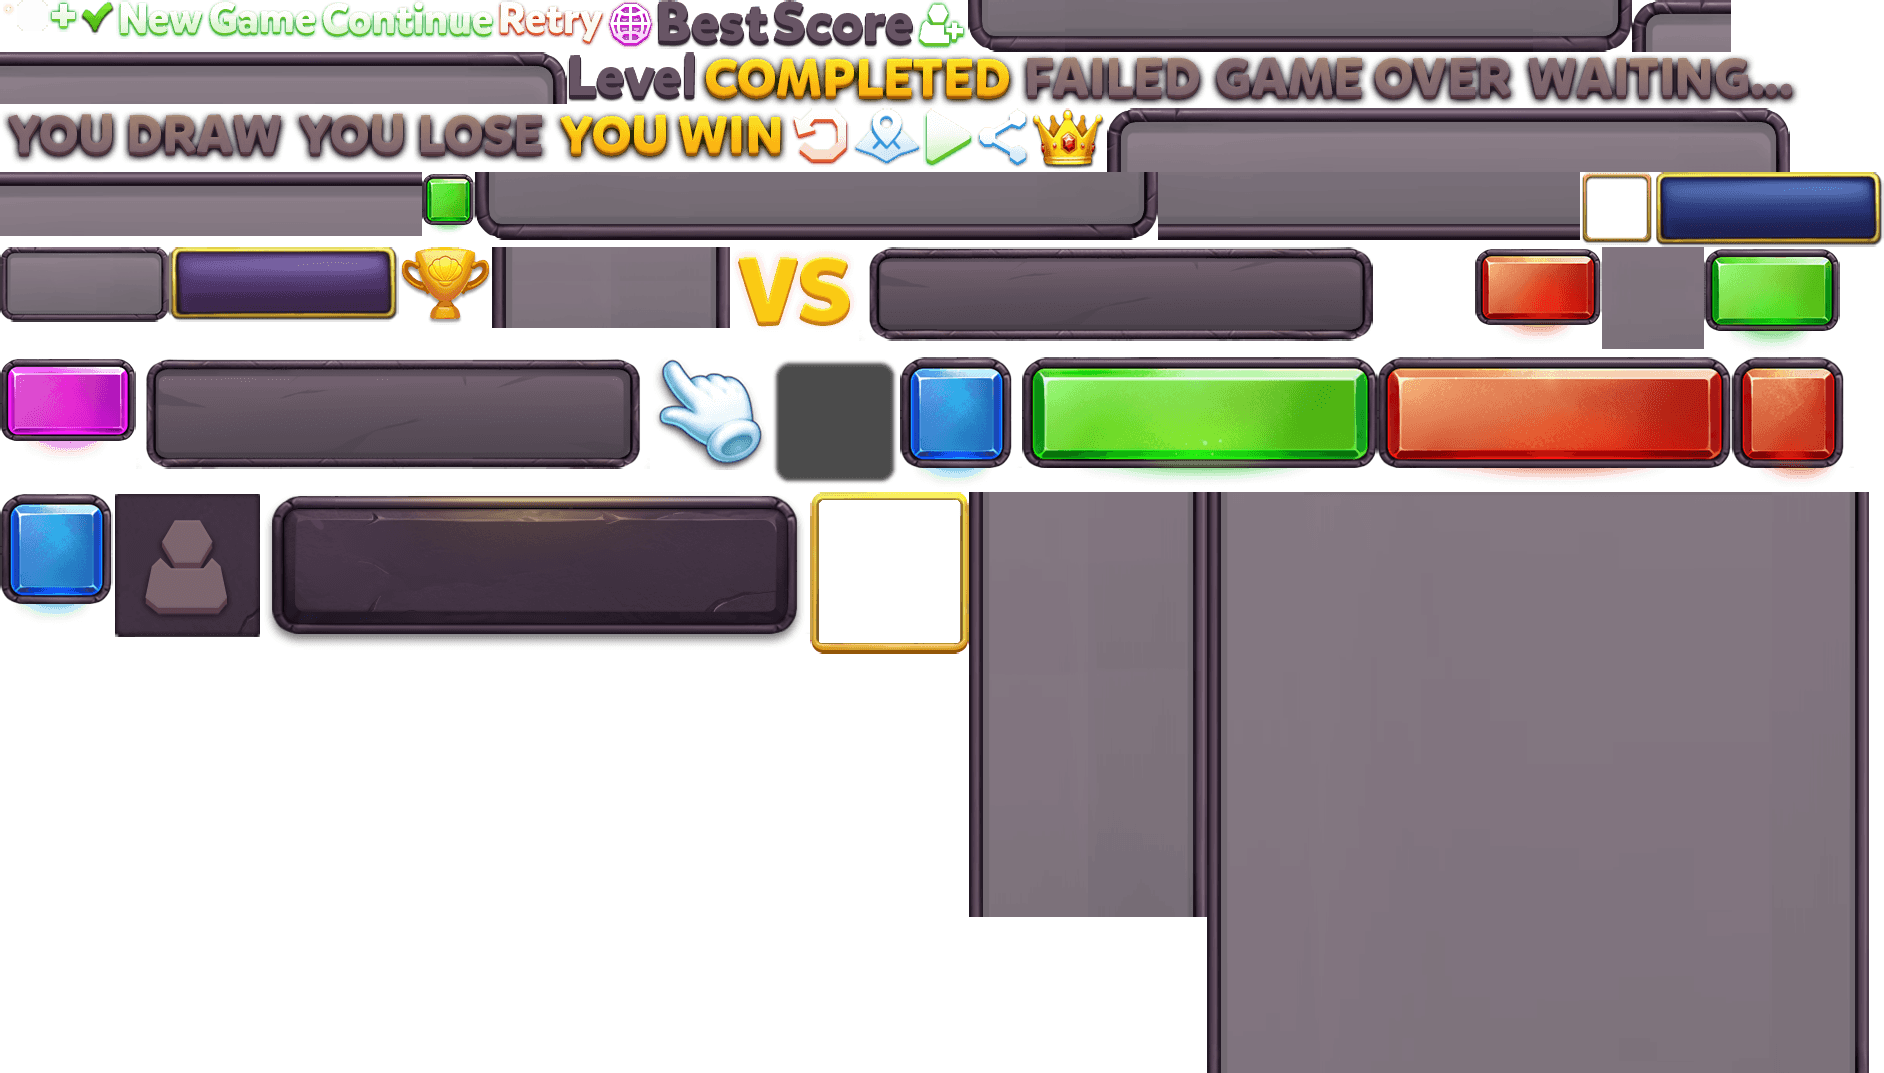 New Game Continue Retry Best Score
Level COMPLETED FAILED GAME OVER WAITING...
YOU DRAW YOU LOSE YOU WIN
VS